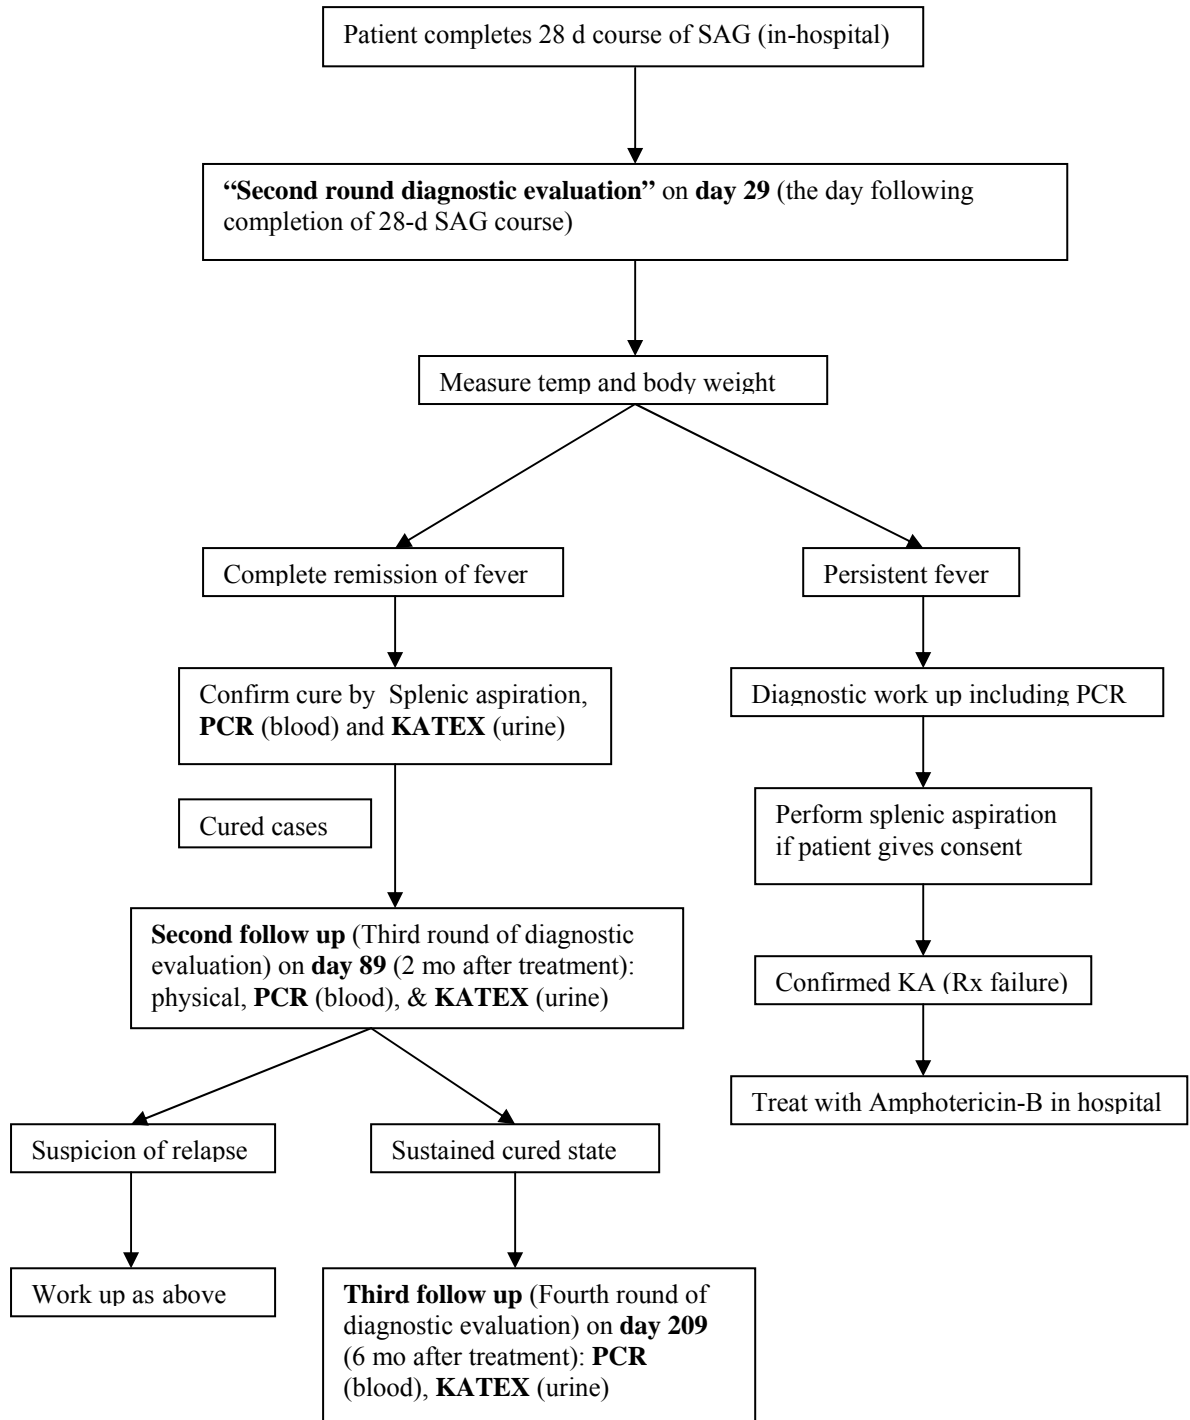 Patient completes 28 d course of SAG (in-hospital)
“Second round diagnostic evaluation” on day 29 (the day following
completion of 28-d SAG course)
Measure temp and body weight
Complete remission of fever
Persistent fever
Confirm cure by Splenic aspiration,
PCR (blood) and KATEX (urine)
Diagnostic work up including PCR
Cured cases
Perform splenic aspiration
if patient gives consent
Second follow up (Third round of diagnostic
evaluation) on day 89 (2 mo after treatment):
physical, PCR (blood), & KATEX (urine)
Confirmed KA (Rx failure)
Treat with Amphotericin-B in hospital
Suspicion of relapse
Sustained cured state
Work up as above
Third follow up (Fourth round of
diagnostic evaluation) on day 209
(6 mo after treatment): PCR
(blood), KATEX (urine)